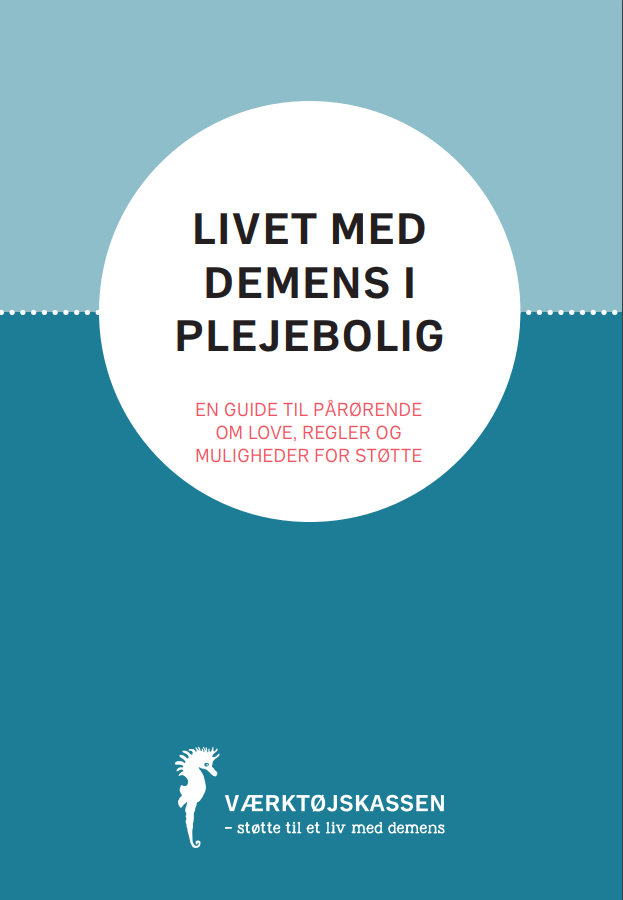 LIVET MED
DEMENS I
PLEJEBOLIG
EN GUIDE TIL PÅRØRENDE
OM LOVE, REGLER OG
MULIGHEDER FOR STØTTE
VÆRKTØJSKASSEN
– støtte til et liv med demens